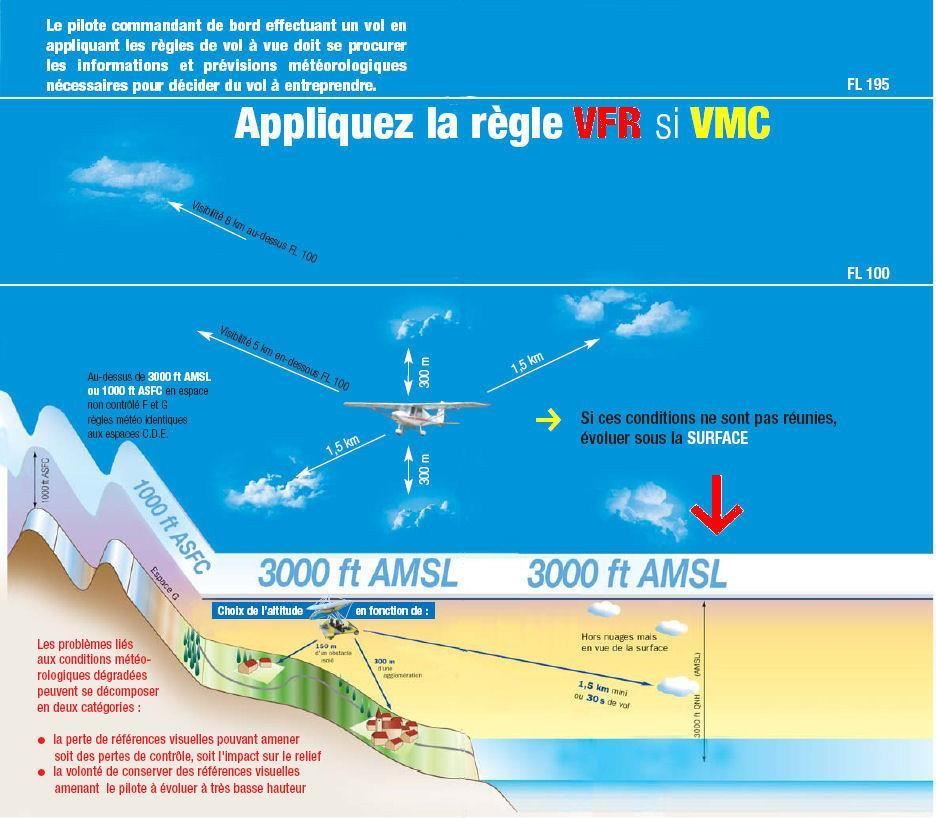 Le pilote commandant de bord effectuant un vol en
appliquant les règles de vol à vue doit se procurer
les informations et prévisions météorologiques
nécessaires pour décider du vol à entreprendre.
FL 195
Appliquez la règle VFR si VMC
Visibilité 8 km au-dessus FL 100
FL 100
Visibilité 5 km en-dessous FL 100
300 m
1,5 km
Au-dessus de 3000 ft AMSL
ou 1000 ft ASFC en espace
non contrôlé F et G
règles météo identiques
aux espaces C.D.E.
Si ces conditions ne sont pas réunies,
évoluer sous la SURFACE
1,5 km
300 m
1000 ft ASFC
1000 ft ASFC
3000 ft AMSL
3000 ft AMSL
Espace G
Choix de l'altitude
en fonction de :
150 m
d'un obstacle
isolé
300 m
d'une
agglomération
Hors nuages mais
en vue de la surface
1,5 km mini
ou 30 s de vol
3000 ft QNH (AMSL)
Les problèmes liés
aux conditions météo-
rologiques dégradées
peuvent se décomposer
en deux catégories :
● la perte de références visuelles pouvant amener
soit des pertes de contrôle, soit l'impact sur le relief
● la volonté de conserver des références visuelles
amenant le pilote à évoluer à très basse hauteur